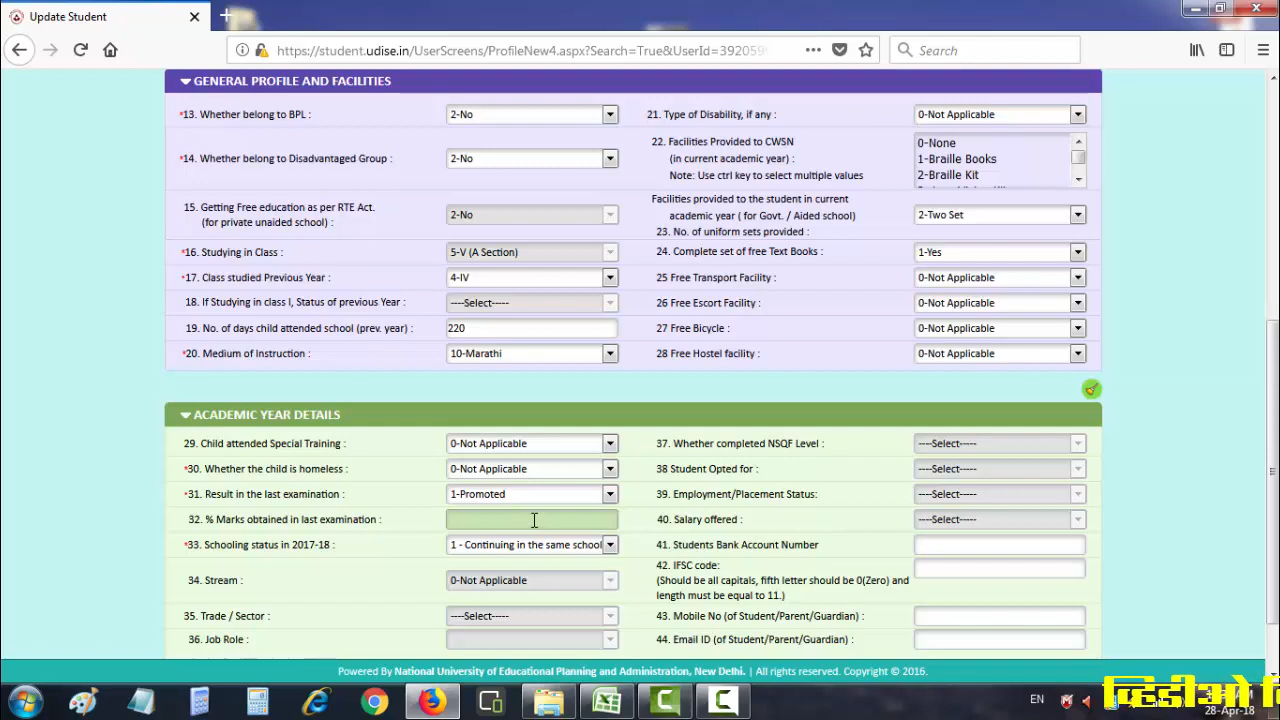 Update Student
https://student.udise.in/UserScreens/ProfileNew4.aspx?Search=True&UserId=392059
Search
GENERAL PROFILE AND FACILITIES
*13. Whether belong to BPL : 2-No
21. Type of Disability, if any : 0-Not Applicable
*14. Whether belong to Disadvantaged Group : 2-No
22. Facilities Provided to CWSN
(in current academic year) :
Note: Use ctrl key to select multiple values
0-None
1-Braille Books
2-Braille Kit
15. Getting Free education as per RTE Act.
(for private unaided school) :
2-No
Facilities provided to the student in current
academic year ( for Govt. / Aided school)
23. No. of uniform sets provided :
2-Two Set
*16. Studying in Class : 5-V (A Section)
24. Complete set of free Text Books : 1-Yes
*17. Class studied Previous Year : 4-IV
25 Free Transport Facility : 0-Not Applicable
18. If Studying in class I, Status of previous Year : ----Select-----
26 Free Escort Facility : 0-Not Applicable
19. No. of days child attended school (prev. year) : 220
27 Free Bicycle : 0-Not Applicable
*20. Medium of Instruction : 10-Marathi
28 Free Hostel facility : 0-Not Applicable
ACADEMIC YEAR DETAILS
29. Child attended Special Training : 0-Not Applicable
37. Whether completed NSQF Level : ----Select-----
*30. Whether the child is homeless : 0-Not Applicable
38 Student Opted for : ----Select-----
*31. Result in the last examination : 1-Promoted
39. Employment/Placement Status: ----Select-----
32. % Marks obtained in last examination :
40. Salary offered : ----Select-----
*33. Schooling status in 2017-18 : 1 - Continuing in the same school
41. Students Bank Account Number
34. Stream : 0-Not Applicable
42. IFSC code:
(Should be all capitals, fifth letter should be 0(Zero) and
length must be equal to 11.)
35. Trade / Sector : ----Select-----
43. Mobile No (of Student/Parent/Guardian) :
36. Job Role :
44. Email ID (of Student/Parent/Guardian) :
Powered By National University of Educational Planning and Administration, New Delhi. | All rights reserved. Copyright © 2016.
EN
28-Apr-18